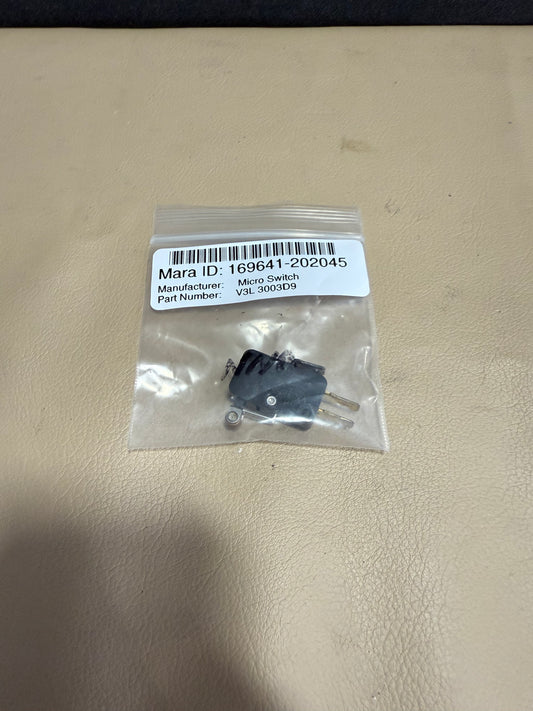 Mara ID: 169641-202045
Manufacturer: Micro Switch
Part Number: V3L 3003D9